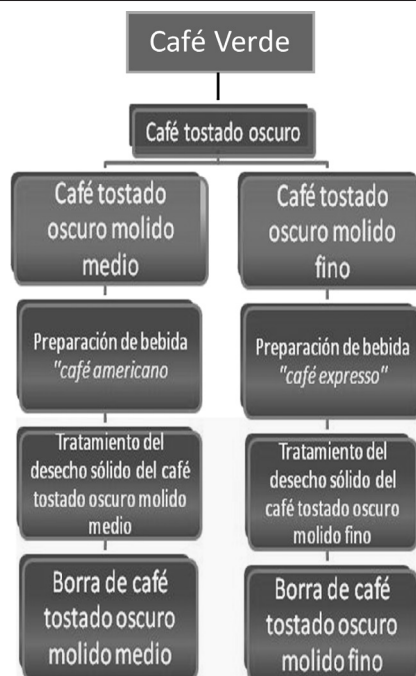 Café Verde
Café tostado oscuro
Café tostado
oscuro molido
medio
Café tostado
oscuro molido
fino
Preparación de bebida
"café americano
Preparación de bebida
"café expresso"
Tratamiento del
desecho sólido del café
tostado oscuro molido
medio
Tratamiento del
desecho sólido del
café tostado oscuro
molido fino
Borra de café
tostado oscuro
molido medio
Borra de café
tostado oscuro
molido fino